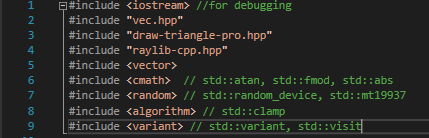 1 #include <iostream> //for debugging
2 #include "vec.hpp"
3 #include "draw-triangle-pro.hpp"
4 #include "raylib-cpp.hpp"
5 #include <vector>
6 #include <cmath>  // std::atan, std::fmod, std::abs
7 #include <random> // std::random_device, std::mt19937
8 #include <algorithm> // std::clamp
9 #include <variant> // std::variant, std::visit